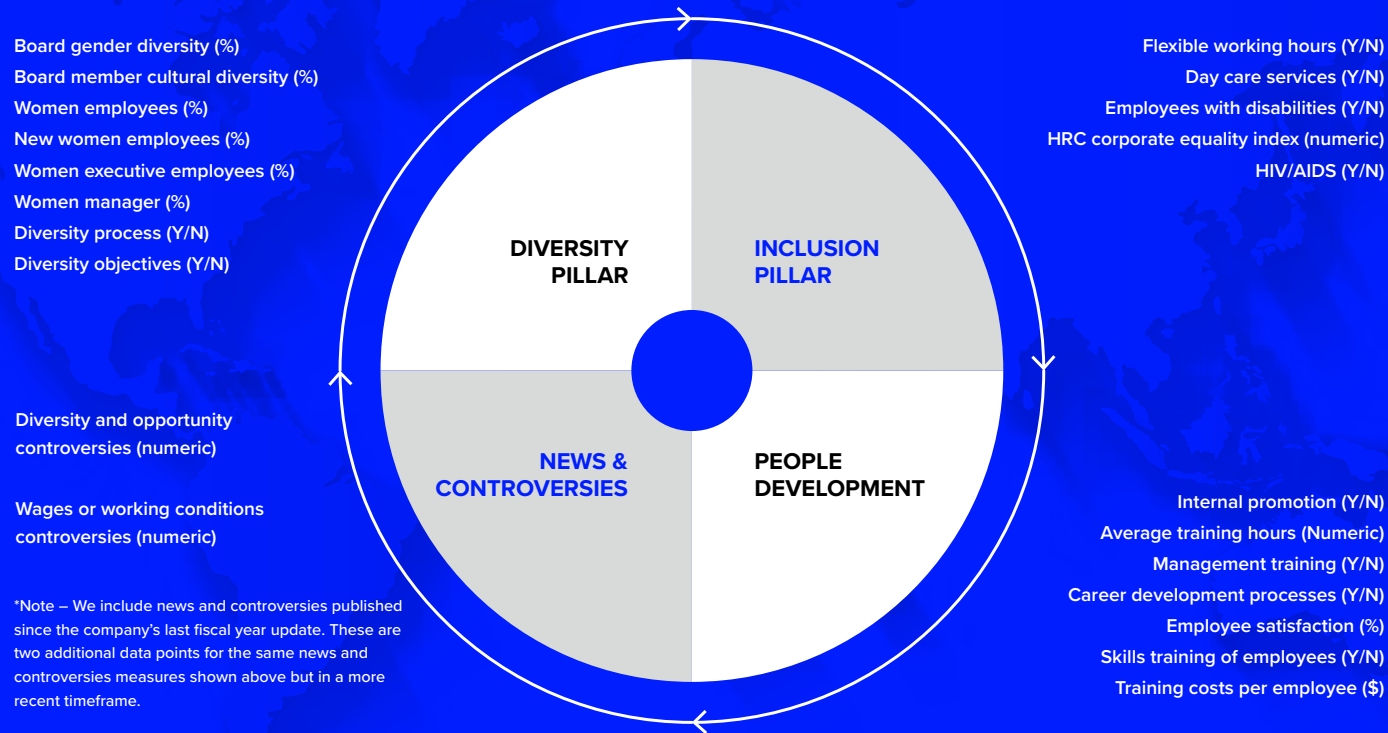 Board gender diversity (%)
Board member cultural diversity (%)
Women employees (%)
New women employees (%)
Women executive employees (%)
Women manager (%)
Diversity process (Y/N)
Diversity objectives (Y/N)
Flexible working hours (Y/N)
Day care services (Y/N)
Employees with disabilities (Y/N)
HRC corporate equality index (numeric)
HIV/AIDS (Y/N)
DIVERSITY
PILLAR
INCLUSION
PILLAR
NEWS &
CONTROVERSIES
PEOPLE
DEVELOPMENT
Diversity and opportunity
controversies (numeric)
Wages or working conditions
controversies (numeric)
*Note – We include news and controversies published
since the company’s last fiscal year update. These are
two additional data points for the same news and
controversies measures shown above but in a more
recent timeframe.
Internal promotion (Y/N)
Average training hours (Numeric)
Management training (Y/N)
Career development processes (Y/N)
Employee satisfaction (%)
Skills training of employees (Y/N)
Training costs per employee ($)